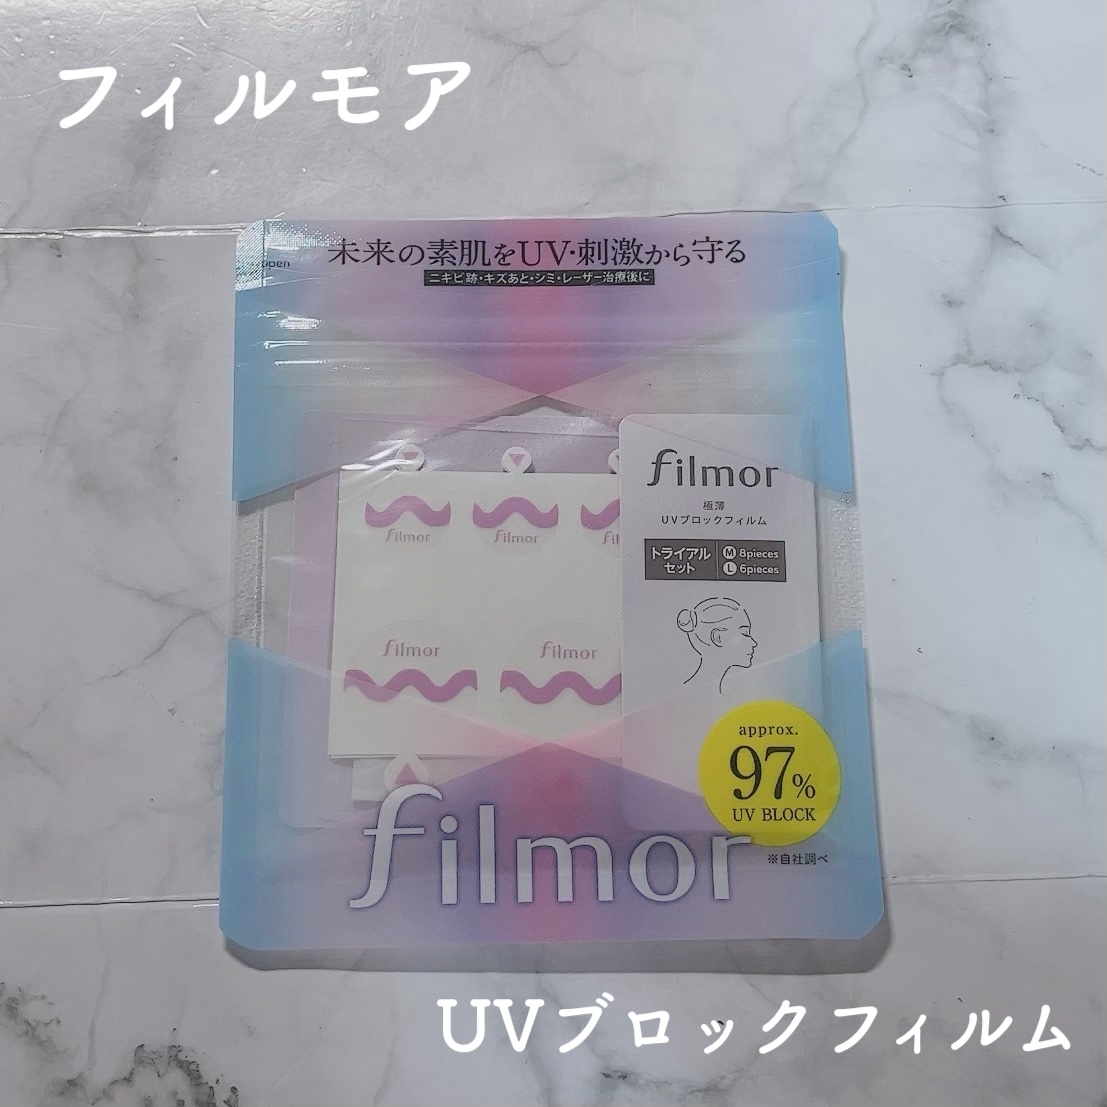 フィルモア
open
未来の素肌をUV・刺激から守る
ニキビ跡・キズあと・シミ・レーザー治療後に
filmor
極薄
UVブロックフィルム
トライアル
セット
M 8pieces
L 6pieces
filmor filmor fil
filmor filmor
approx.
97%
UV BLOCK
※自社調べ
filmor
UVブロックフィルム